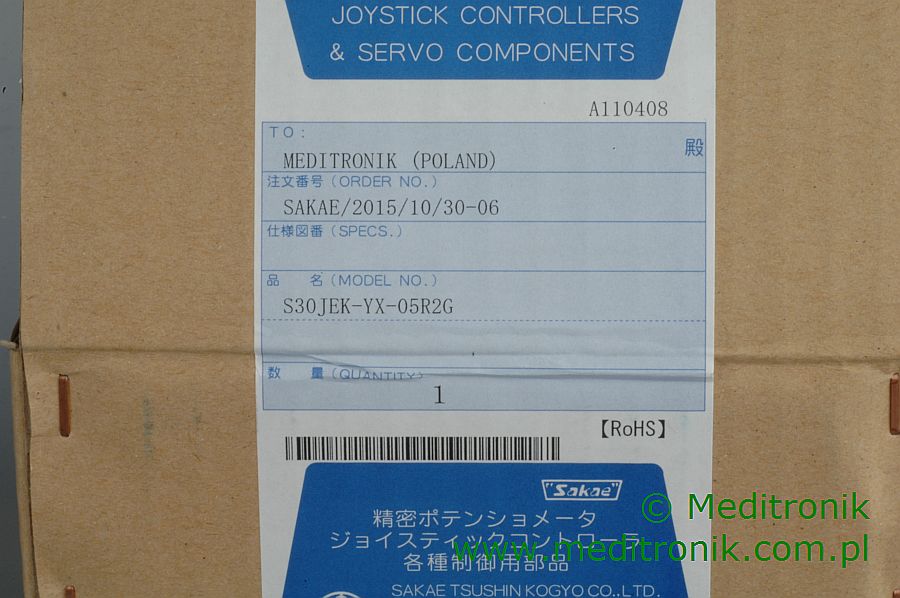 JOYSTICK CONTROLLERS
& SERVO COMPONENTS
A110408
TO:
MEDITRONIK (POLAND) 殿
注文番号 (ORDER NO.)
SAKAE/2015/10/30-06
仕様図番 (SPECS.)
品 名 (MODEL NO.)
S30JEK-YX-05R2G
数 量 (QUANTITY)
1
【RoHS】
"Sakae"
© Meditronik
精密ポテンショメータ
ジョイスティックコントローラ
www.meditronik.com.pl
各種制御用部品
SAKAE TSUSHIN KOGYO CO.,LTD.